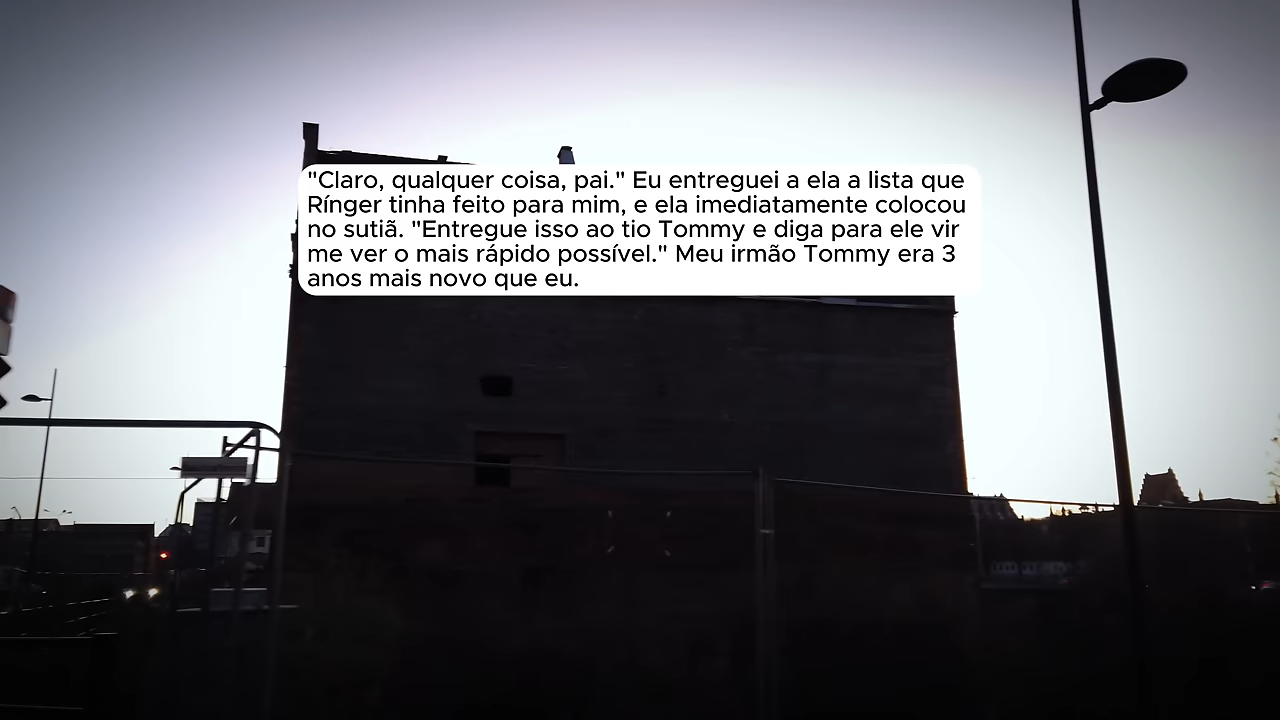 "Claro, qualquer coisa, pai." Eu entreguei a ela a lista que
Rínger tinha feito para mim, e ela imediatamente colocou
no sutiã. "Entregue isso ao tio Tommy e diga para ele vir
me ver o mais rápido possível." Meu irmão Tommy era 3
anos mais novo que eu.